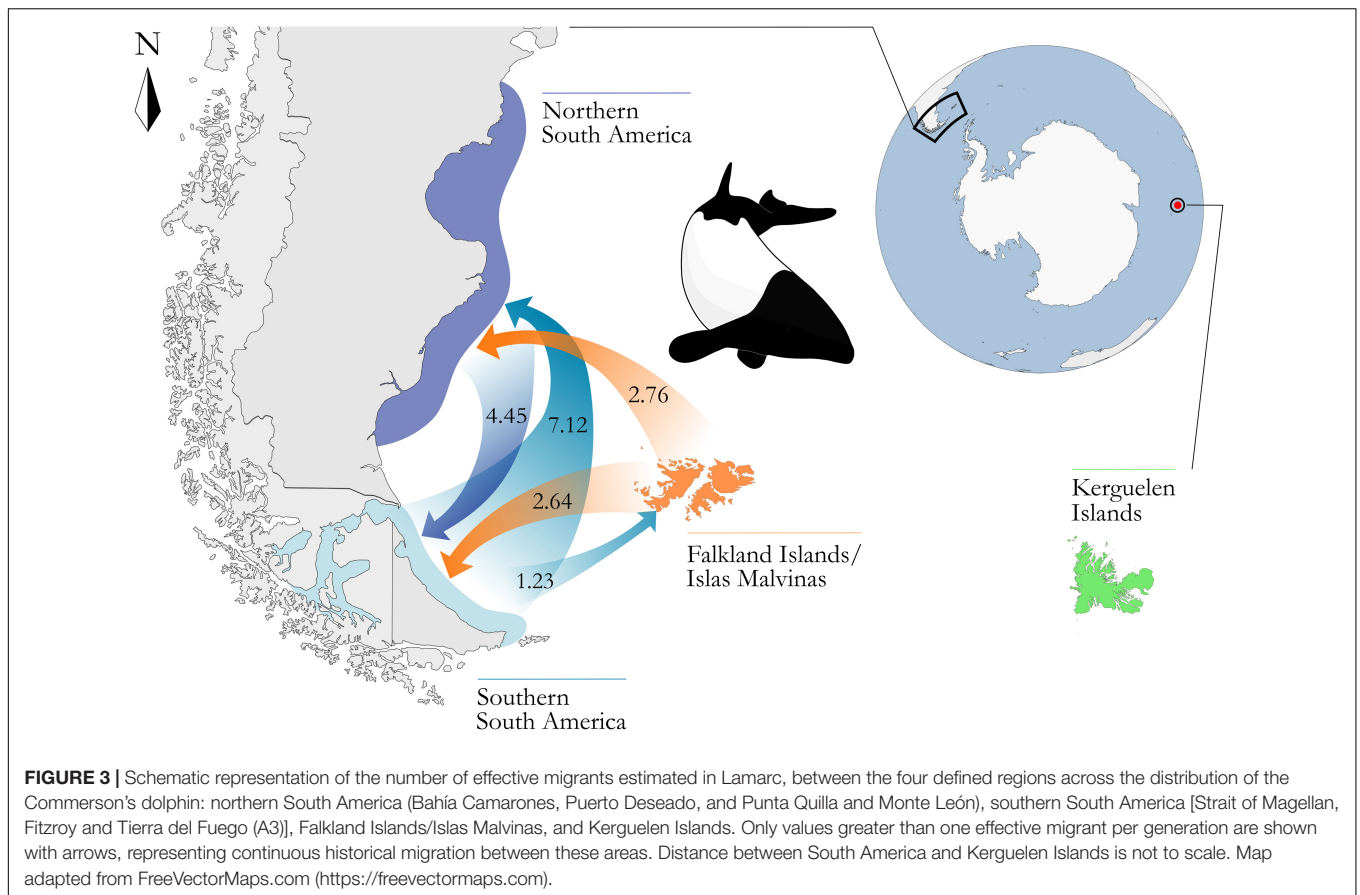 N
Northern
South America
4.45
7.12
2.76
2.64
1.23
Falkland Islands/
Islas Malvinas
Kerguelen
Islands
Southern
South America
FIGURE 3 | Schematic representation of the number of effective migrants estimated in Lamarc, between the four defined regions across the distribution of the
Commerson's dolphin: northern South America (Bahía Camarones, Puerto Deseado, and Punta Quilla and Monte León), southern South America [Strait of Magellan,
Fitzroy and Tierra del Fuego (A3)], Falkland Islands/Islas Malvinas, and Kerguelen Islands. Only values greater than one effective migrant per generation are shown
with arrows, representing continuous historical migration between these areas. Distance between South America and Kerguelen Islands is not to scale. Map
adapted from FreeVectorMaps.com (https://freevectormaps.com).